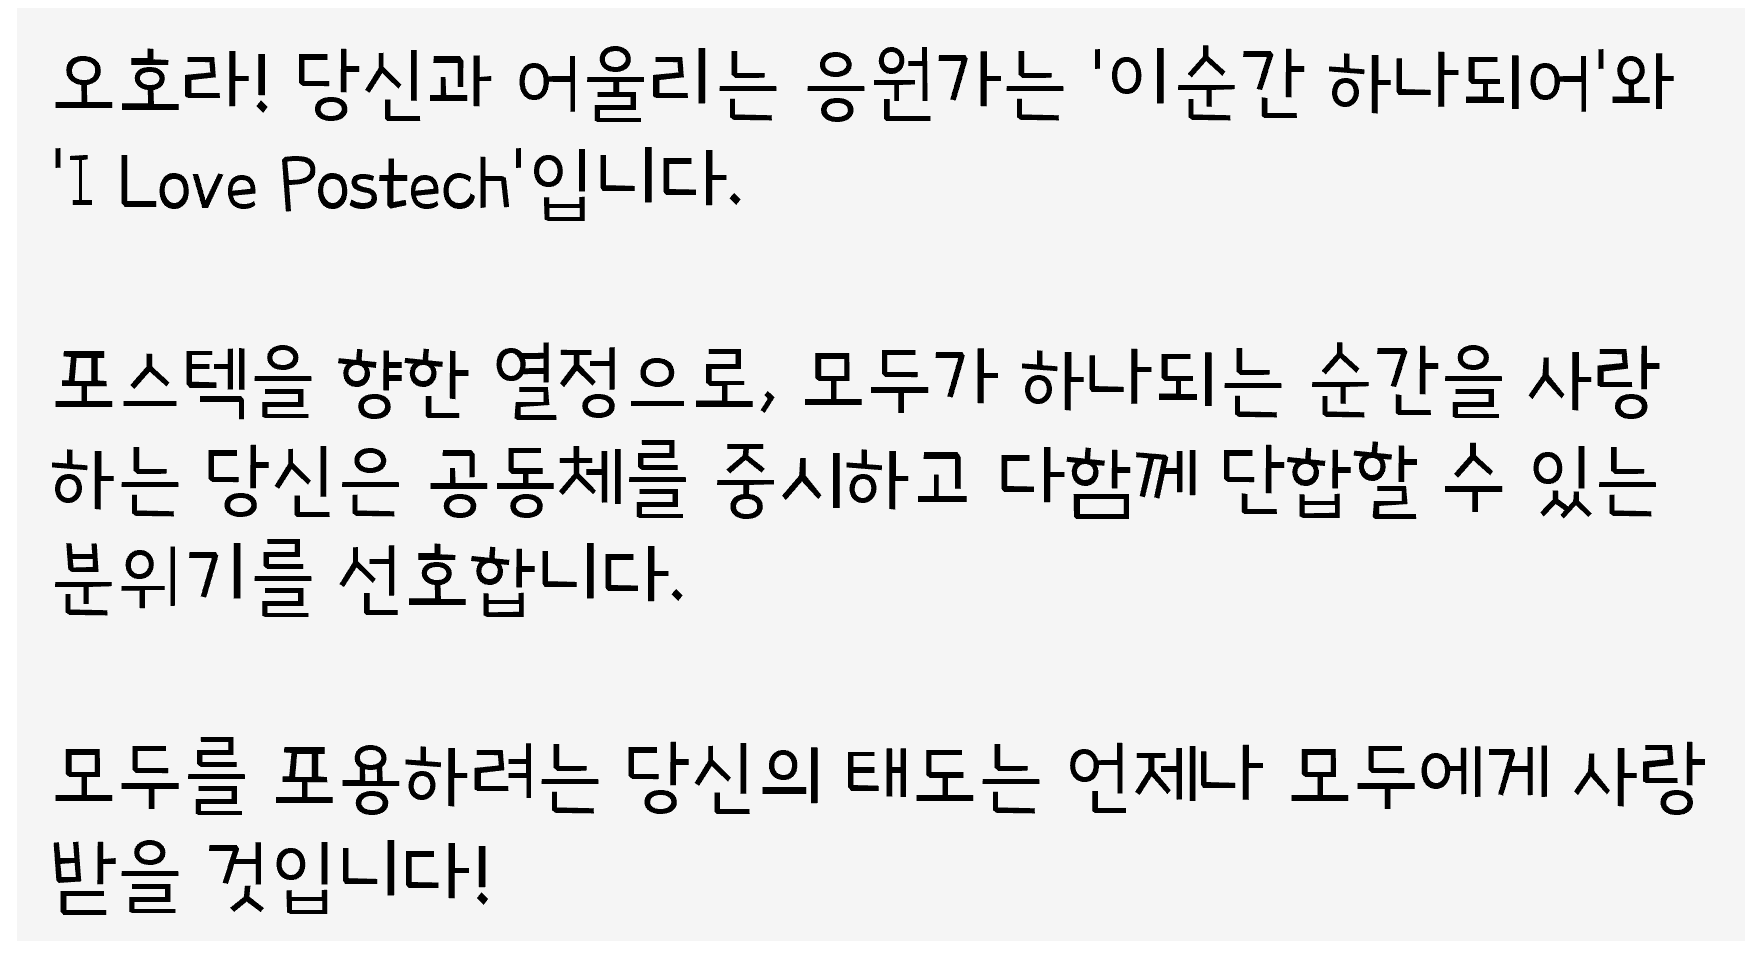 오호라! 당신과 어울리는 응원가는 '이순간 하나되어'와
'I Love Postech'입니다.
포스텍을 향한 열정으로, 모두가 하나되는 순간을 사랑
하는 당신은 공동체를 중시하고 다함께 단합할 수 있는
분위기를 선호합니다.
모두를 포용하려는 당신의 태도는 언제나 모두에게 사랑
받을 것입니다!